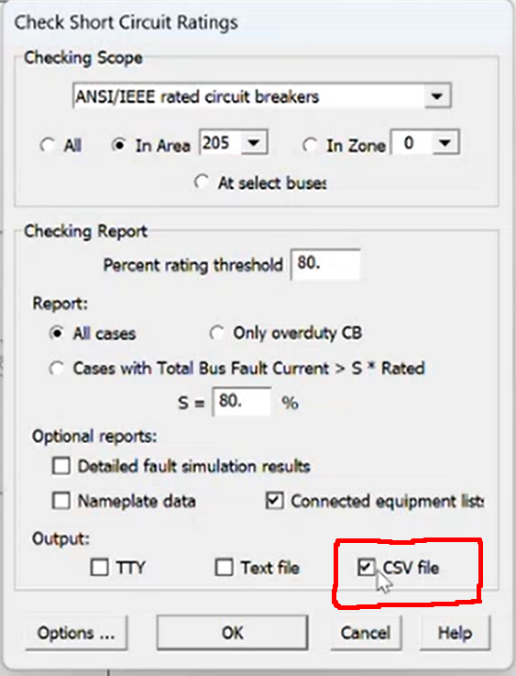 Check Short Circuit Ratings
Checking Scope
ANSI/IEEE rated circuit breakers
All In Area 205 In Zone 0
At select buses
Checking Report
Percent rating threshold 80.
Report:
All cases Only overduty CB
Cases with Total Bus Fault Current > S * Rated
S = 80. %
Optional reports:
Detailed fault simulation results
Nameplate data Connected equipment lists
Output:
TTY Text file CSV file
Options ... OK Cancel Help